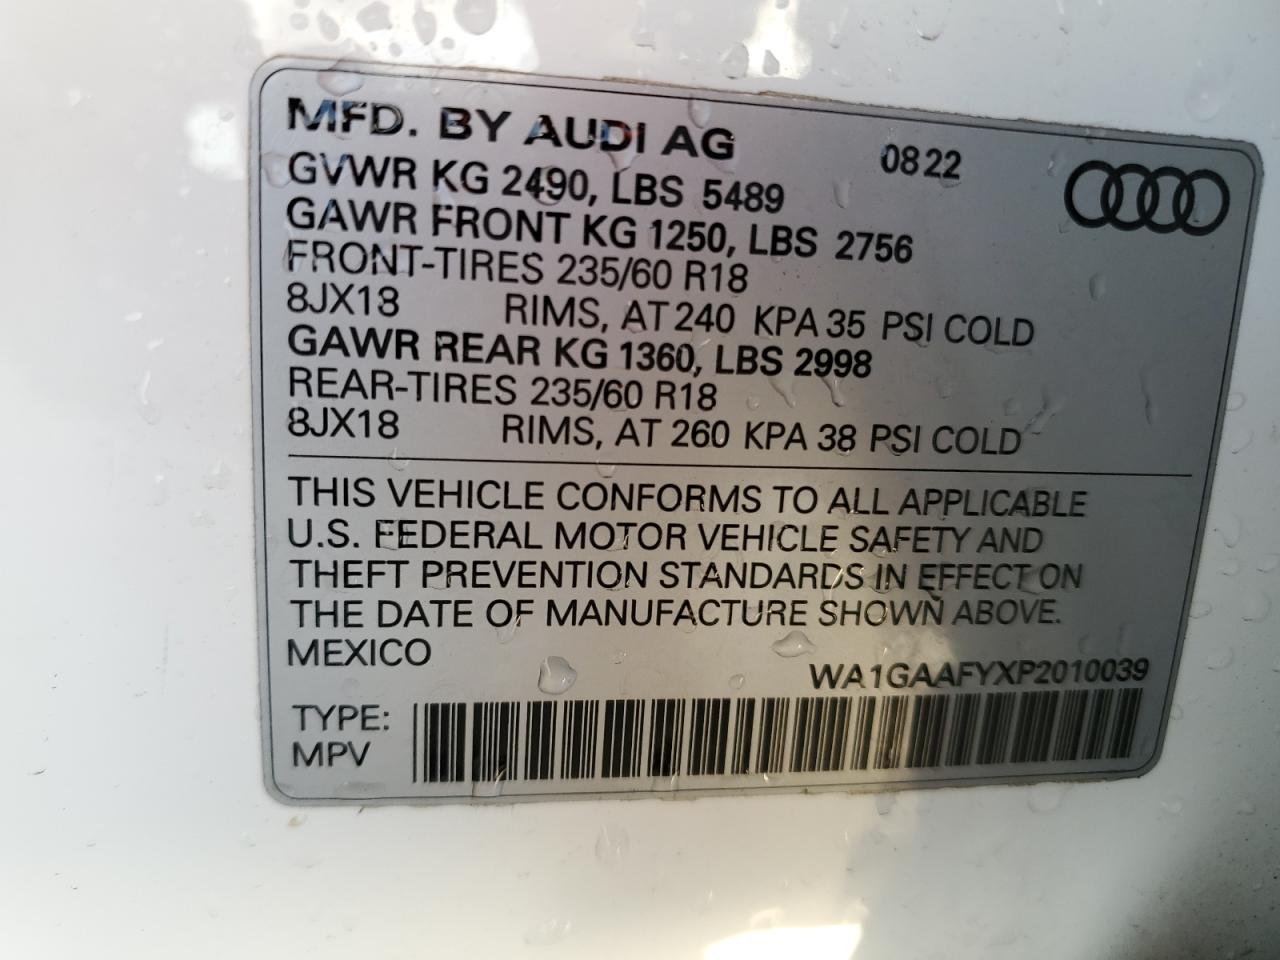 MFD. BY AUDI AG 0822
GVWR KG 2490, LBS 5489
GAWR FRONT KG 1250, LBS 2756
FRONT-TIRES 235/60 R18
8JX18 RIMS, AT 240 KPA 35 PSI COLD
GAWR REAR KG 1360, LBS 2998
REAR-TIRES 235/60 R18
8JX18 RIMS, AT 260 KPA 38 PSI COLD
THIS VEHICLE CONFORMS TO ALL APPLICABLE
U.S. FEDERAL MOTOR VEHICLE SAFETY AND
THEFT PREVENTION STANDARDS IN EFFECT ON
THE DATE OF MANUFACTURE SHOWN ABOVE.
MEXICO
WA1GAAFYXP2010039
TYPE:
MPV